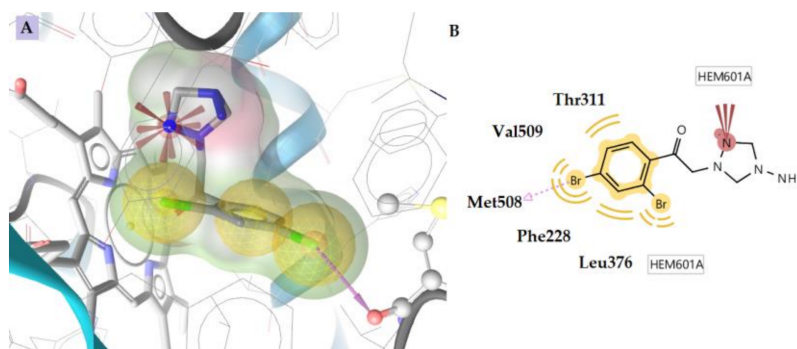 A
B
HEM601A
Thr311
Val509
O
N
N
N
NH
Br
Br
Met508
Phe228
Leu376
HEM601A